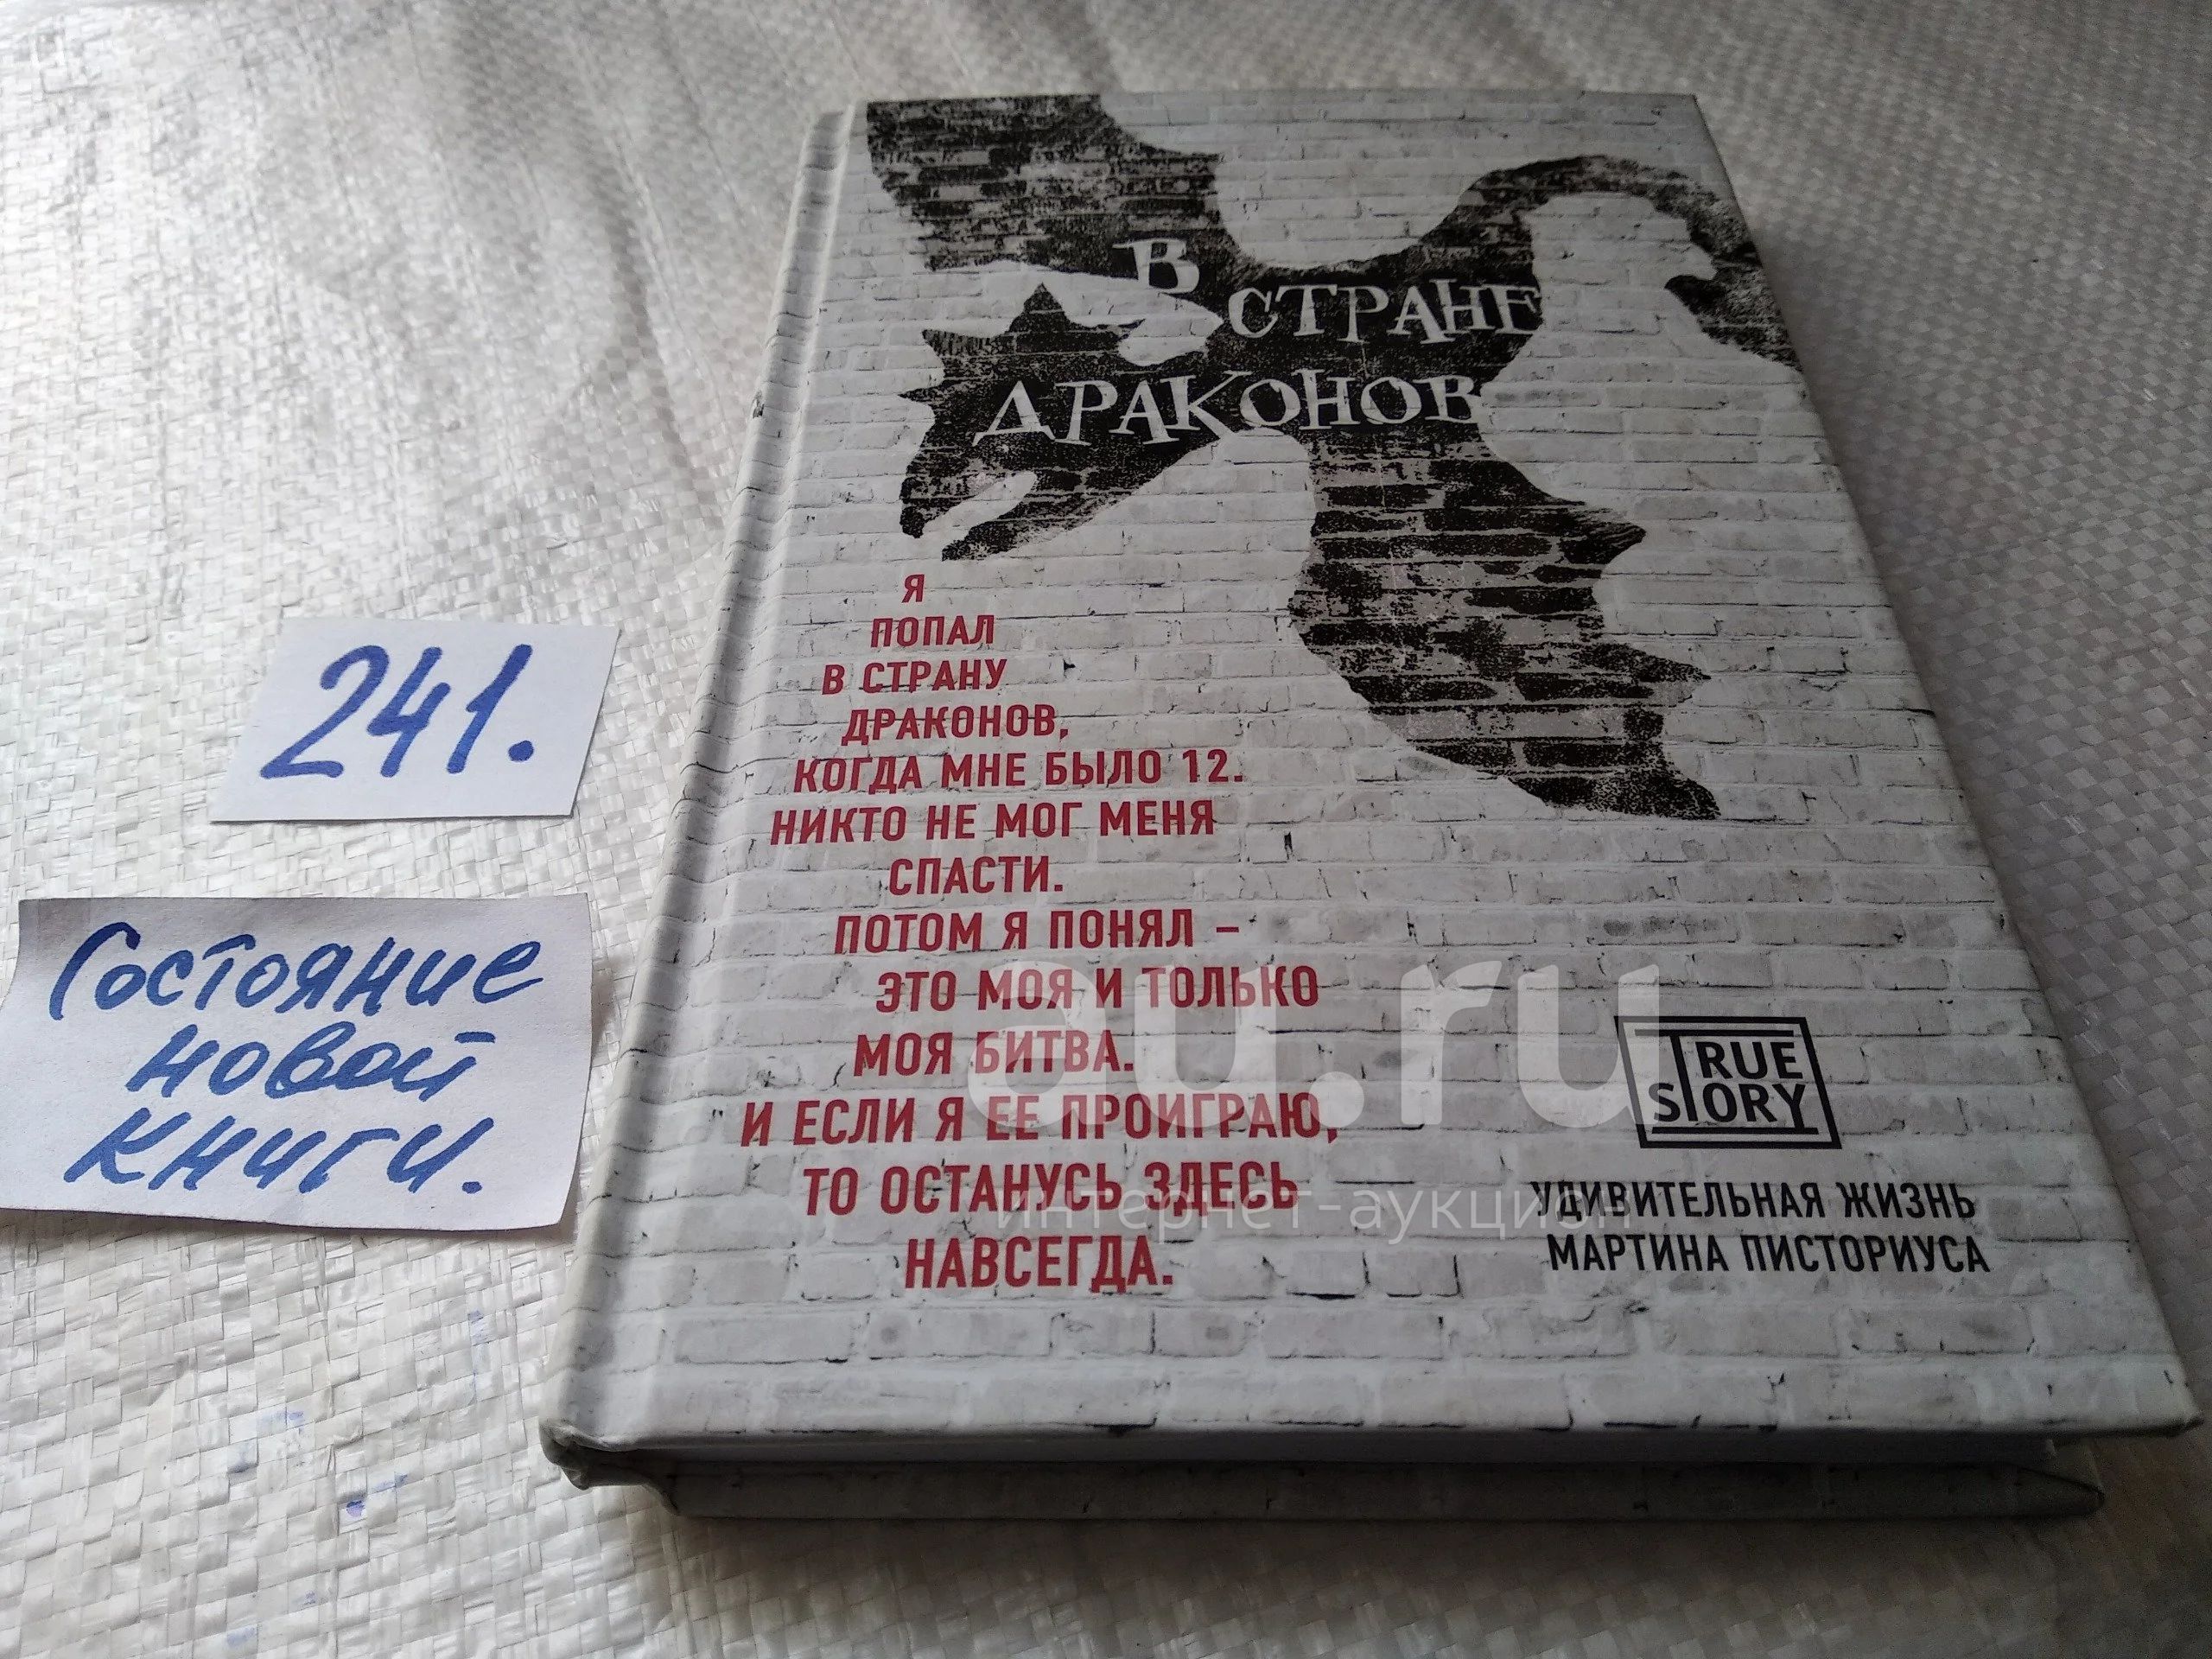 В
СТРАНЕ
ДРАКОНОВ
Я
ПОПАЛ
В СТРАНУ
ДРАКОНОВ,
КОГДА МНЕ БЫЛО 12.
НИКТО НЕ МОГ МЕНЯ
СПАСТИ.
ПОТОМ Я ПОНЯЛ –
ЭТО МОЯ И ТОЛЬКО
МОЯ БИТВА.
И ЕСЛИ Я ЕЕ ПРОИГРАЮ,
ТО ОСТАНУСЬ ЗДЕСЬ
НАВСЕГДА.
TRUE
STORY
УДИВИТЕЛЬНАЯ ЖИЗНЬ
МАРТИНА ПИСТОРИУСА
241.
Состояние
новой
книги.
au.ru
интернет-аукцион